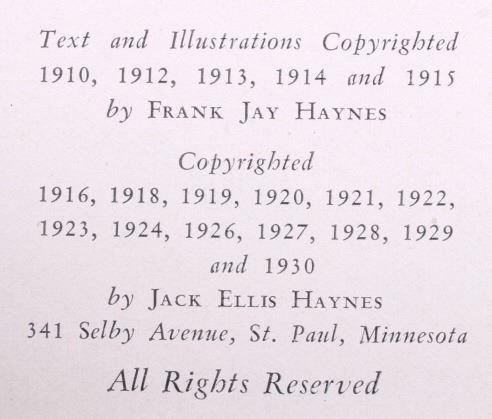 Text and Illustrations Copyrighted
1910, 1912, 1913, 1914 and 1915
by Frank Jay Haynes
Copyrighted
1916, 1918, 1919, 1920, 1921, 1922,
1923, 1924, 1926, 1927, 1928, 1929
and 1930
by Jack Ellis Haynes
341 Selby Avenue, St. Paul, Minnesota
All Rights Reserved